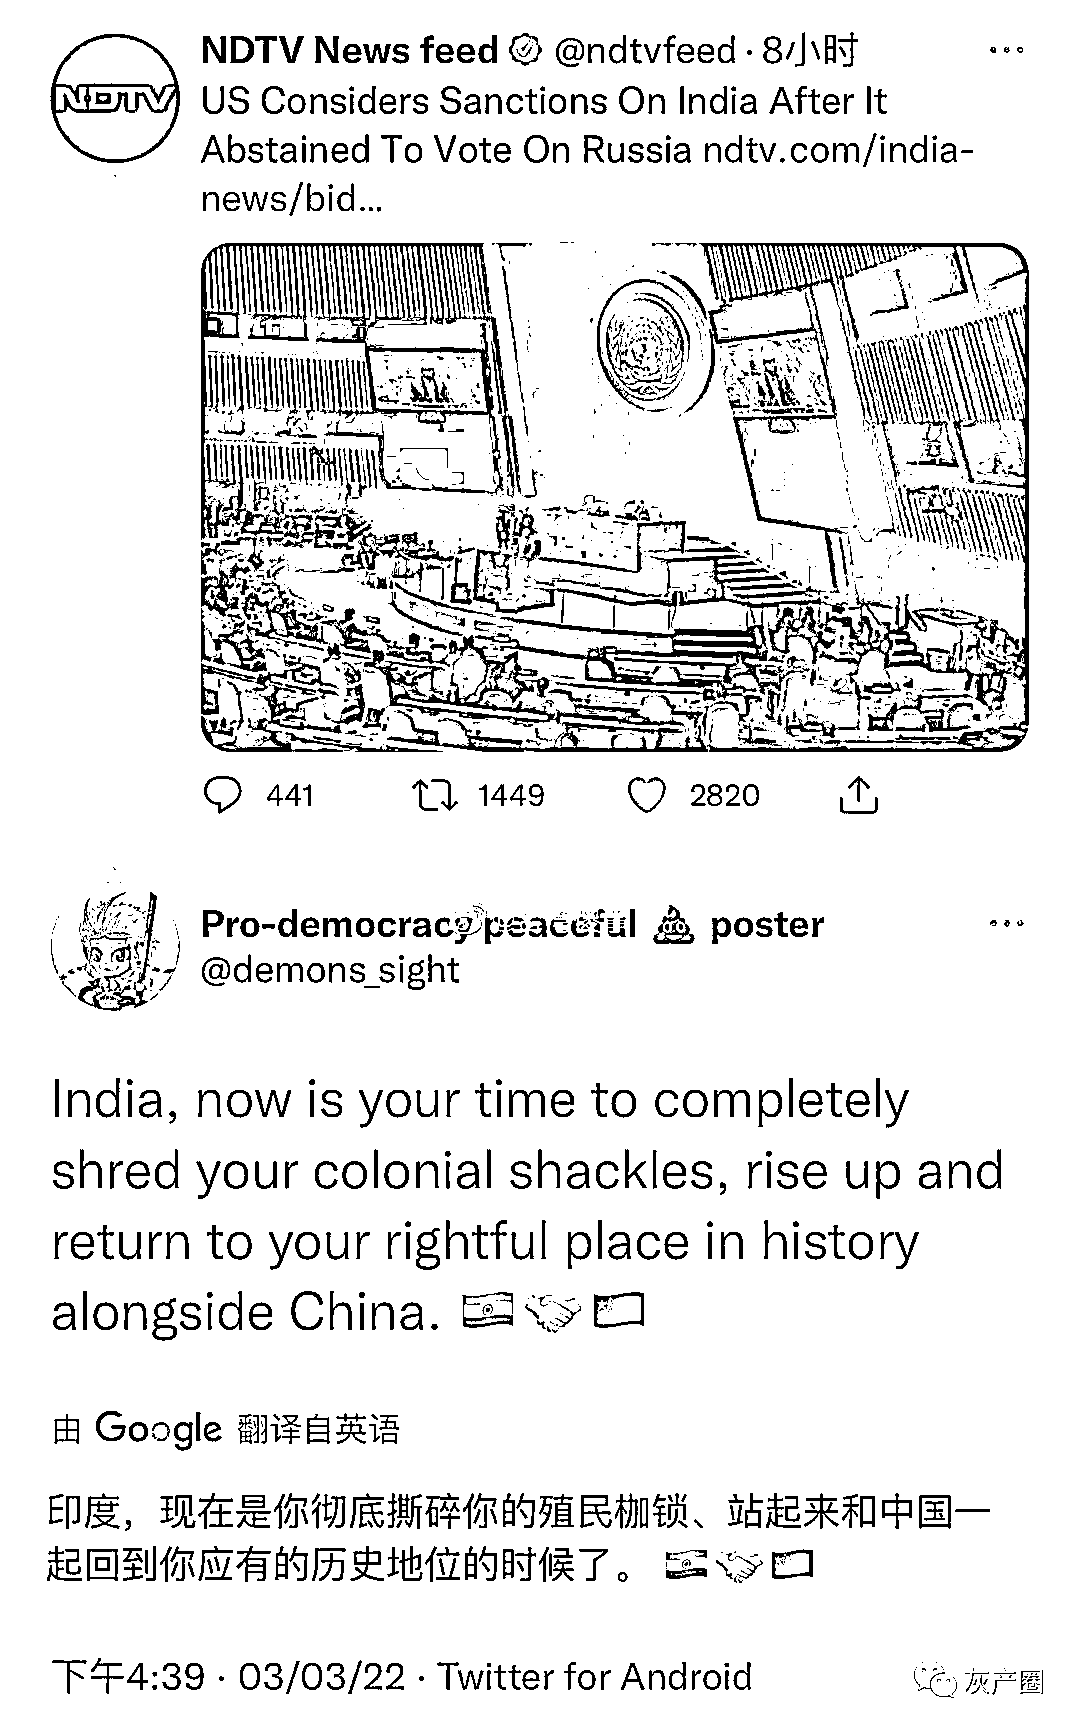 NDTV
NDTV News feed @ndtvfeed · 8小时
US Considers Sanctions On India After It
Abstained To Vote On Russia ndtv.com/india-
news/bid...
441 1449 2820
Pro-democracy peaceful 💩 poster
@demons_sight
India, now is your time to completely
shred your colonial shackles, rise up and
return to your rightful place in history
alongside China. 🇮🇳🤝🇨🇳
由 Google 翻译自英语
印度，现在是你彻底撕碎你的殖民枷锁、站起来和中国一
起回到你应有的历史地位的时候了。 🇮🇳🤝🇨🇳
下午4:39 · 03/03/22 · Twitter for Android
灰产圈